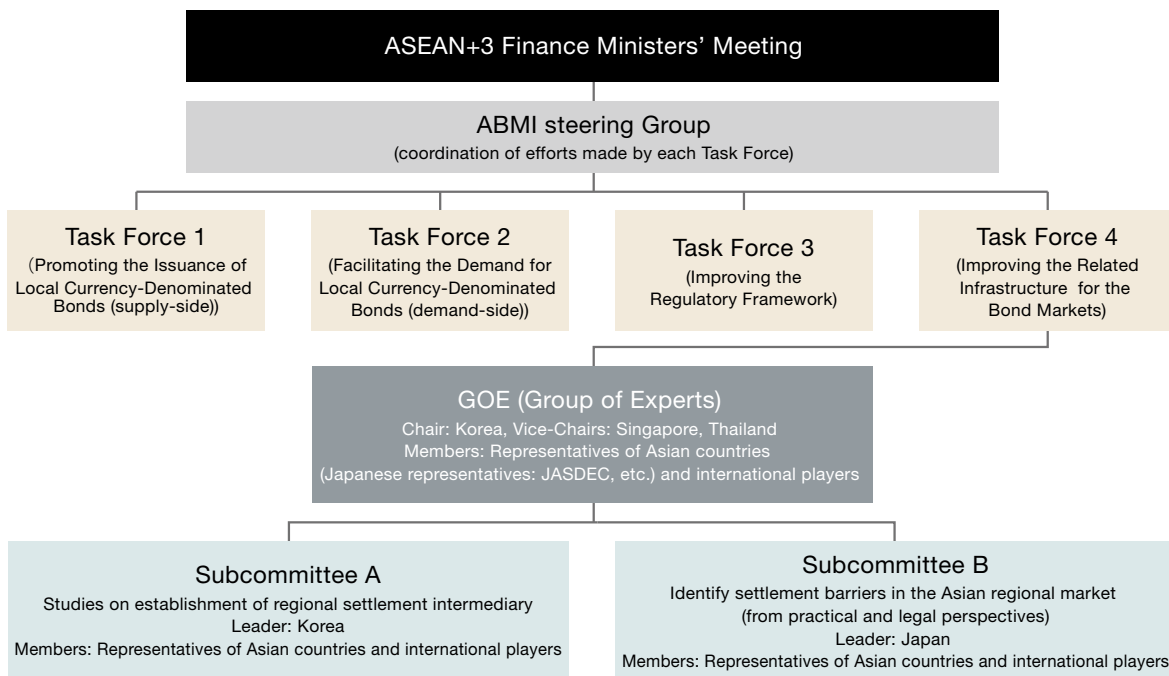 ASEAN+3 Finance Ministers' Meeting
ABMI steering Group
(coordination of efforts made by each Task Force)
Task Force 1
(Promoting the Issuance of
Local Currency-Denominated
Bonds (supply-side))
Task Force 2
(Facilitating the Demand for
Local Currency-Denominated
Bonds (demand-side))
Task Force 3
(Improving the
Regulatory Framework)
Task Force 4
(Improving the Related
Infrastructure for the
Bond Markets)
GOE (Group of Experts)
Chair: Korea, Vice-Chairs: Singapore, Thailand
Members: Representatives of Asian countries
(Japanese representatives: JASDEC, etc.) and international players
Subcommittee A
Studies on establishment of regional settlement intermediary
Leader: Korea
Members: Representatives of Asian countries and international players
Subcommittee B
Identify settlement barriers in the Asian regional market
(from practical and legal perspectives)
Leader: Japan
Members: Representatives of Asian countries and international players